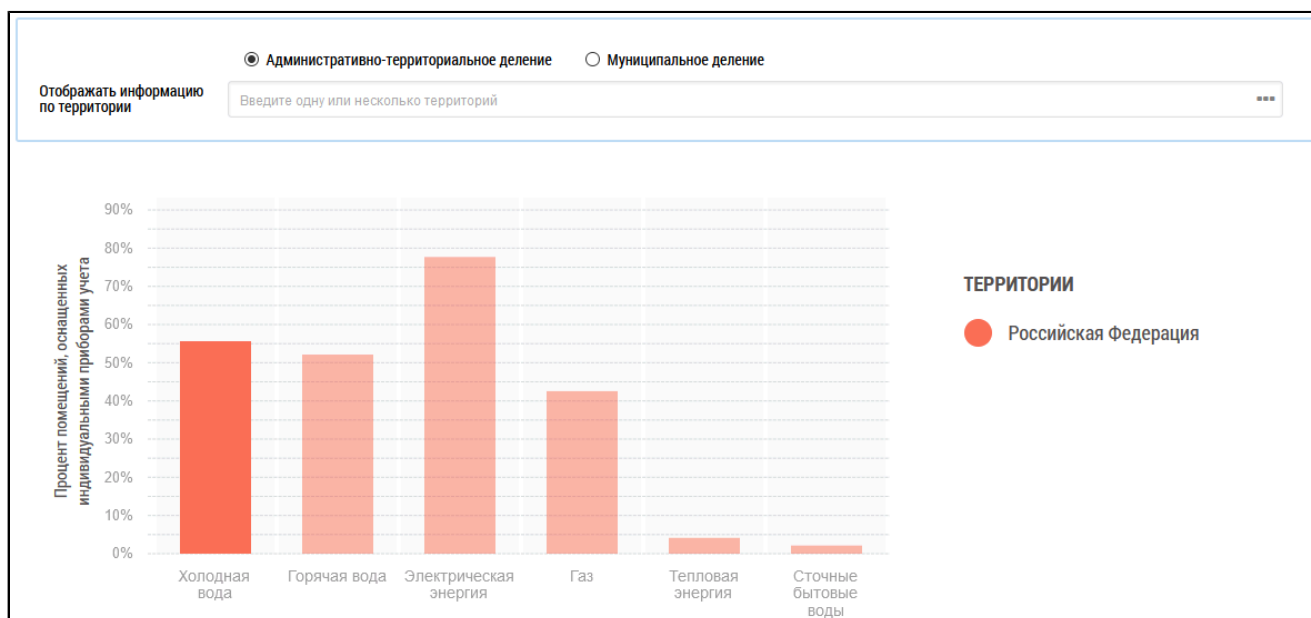 Административно-территориальное деление
Муниципальное деление
Отображать информацию
по территории
Введите одну или несколько территорий
90%
80%
70%
60%
50%
40%
30%
20%
10%
0%
Процент помещений, оснащенных
индивидуальными приборами учета
Холодная
вода
Горячая вода
Электрическая
энергия
Газ
Тепловая
энергия
Сточные
бытовые
воды
ТЕРРИТОРИИ
Российская Федерация